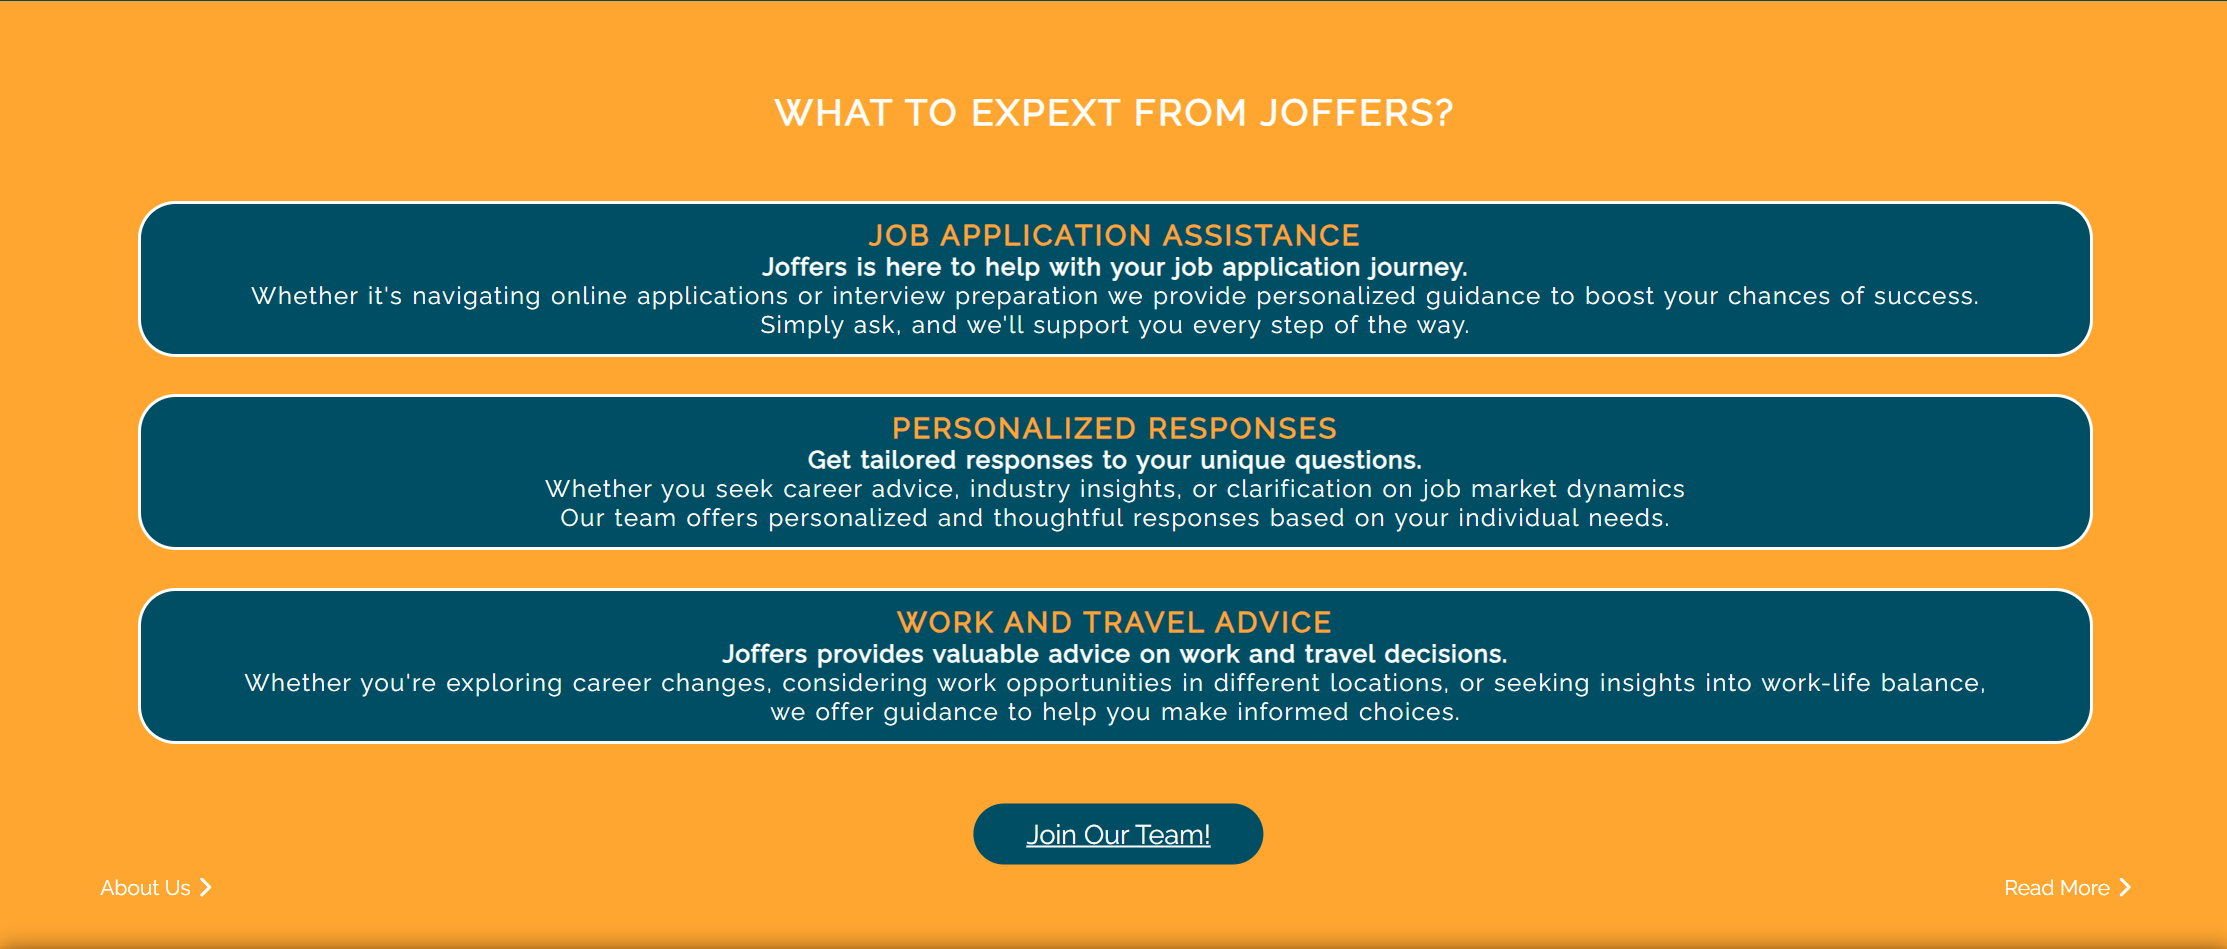 WHAT TO EXPEXT FROM JOFFERS?
JOB APPLICATION ASSISTANCE
Joffers is here to help with your job application journey.
Whether it's navigating online applications or interview preparation we provide personalized guidance to boost your chances of success.
Simply ask, and we'll support you every step of the way.
PERSONALIZED RESPONSES
Get tailored responses to your unique questions.
Whether you seek career advice, industry insights, or clarification on job market dynamics
Our team offers personalized and thoughtful responses based on your individual needs.
WORK AND TRAVEL ADVICE
Joffers provides valuable advice on work and travel decisions.
Whether you're exploring career changes, considering work opportunities in different locations, or seeking insights into work-life balance,
we offer guidance to help you make informed choices.
Join Our Team!
About Us
Read More